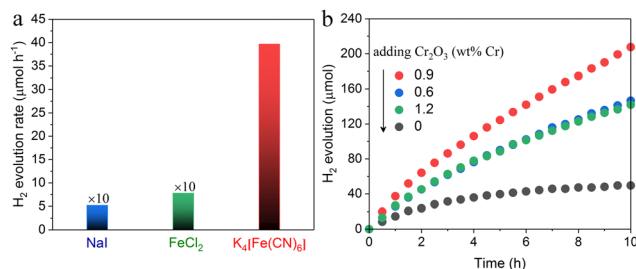 a
H2 evolution rate (μmol h-1)
45
40
35
30
25
20
15
10
5
0
×10
×10
NaI
FeCl2
K4[Fe(CN)6]
b
H2 evolution (μmol)
240
200
160
120
80
40
0
adding Cr2O3 (wt% Cr)
0.9
0.6
1.2
0
0 2 4 6 8 10
Time (h)